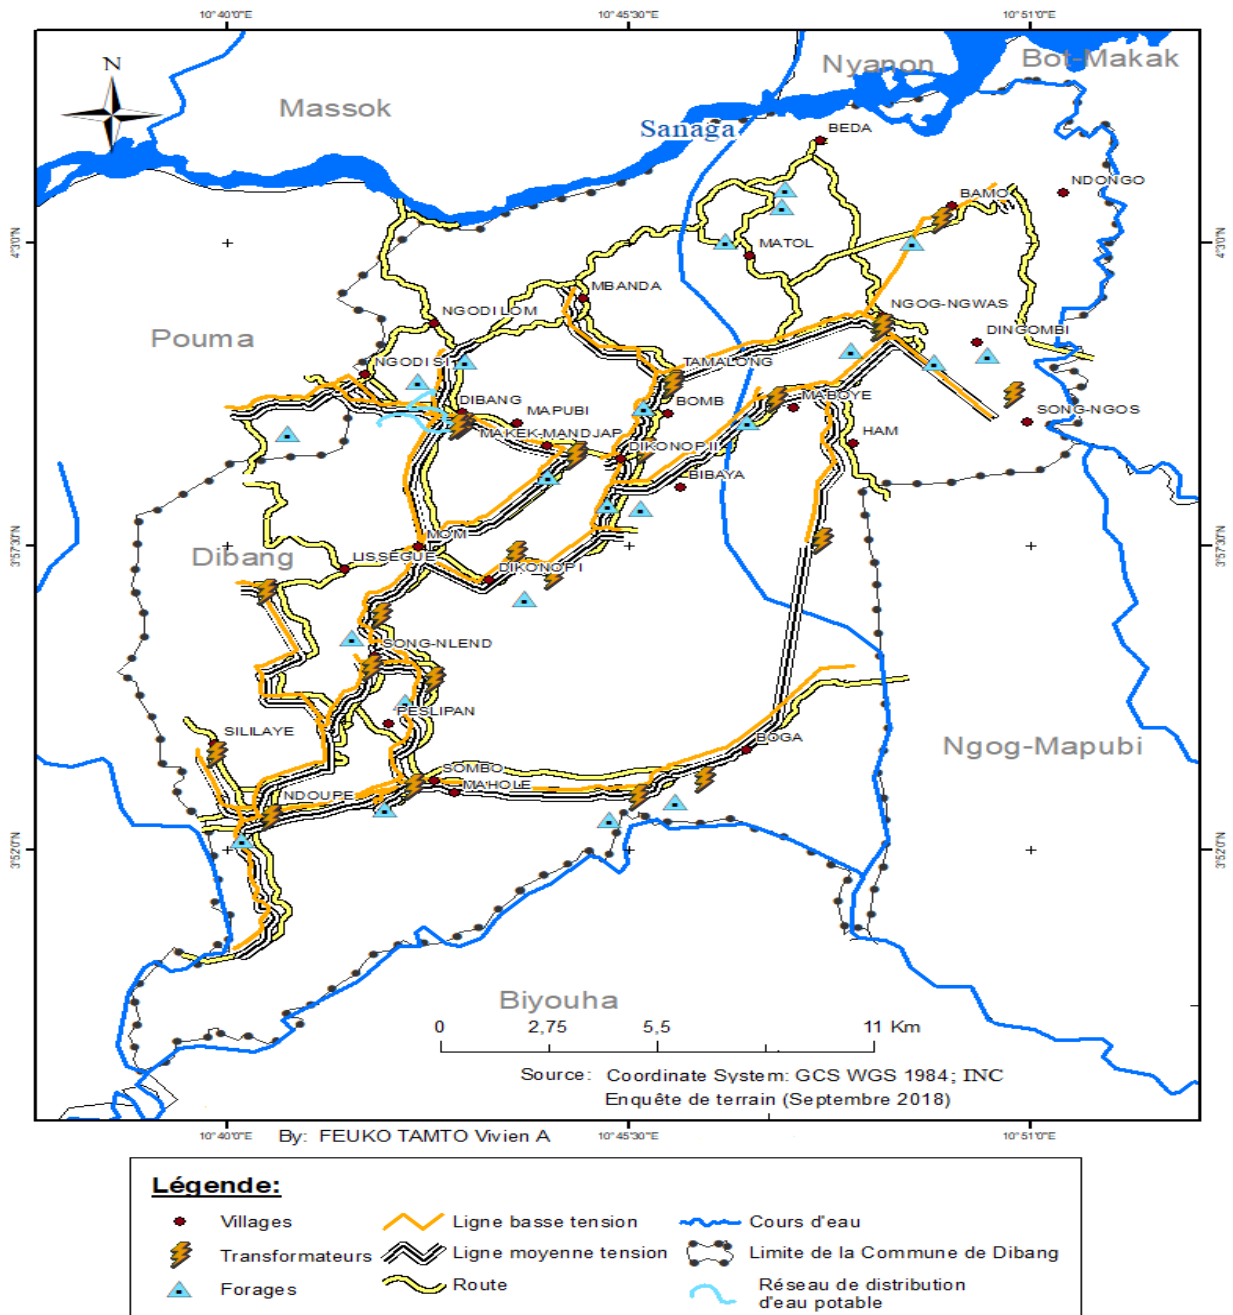 10°40'0"E
10°45'30"E
10°51'0"E
N
Massok
Nyanon
Bot-Makak
Sanaga
BEDA
NDONGO
BAMO
4°3'0"N
4°3'0"N
MATOL
MBANDA
NGODILOM
NGOG-NGWAS
Pouma
DINGOMBI
NGODISI
TAMALONG
DIBANG
MAPUBI
BOMB
MABOYE
SONG-NGOS
MAKEK-MANDJAP
HAM
DIKONOP II
BIBAYA
MOM
3°57'30"N
3°57'30"N
Dibang
LISSEGUE
DIKONOP I
SONG-NLEND
PESLIPAN
SILILAYE
BOGA
Ngog-Mapubi
SOMBO
MAHOLE
NDOUPE
3°52'0"N
3°52'0"N
Biyouha
0 2,75 5,5 11 Km
Source: Coordinate System: GCS WGS 1984; INC
Enquête de terrain (Septembre 2018)
10°40'0"E
By: FEUKO TAMTO Vivien A
10°45'30"E
10°51'0"E
Légende:
Villages
Ligne basse tension
Cours d'eau
Transformateurs
Ligne moyenne tension
Limite de la Commune de Dibang
Forages
Route
Réseau de distribution
d'eau potable